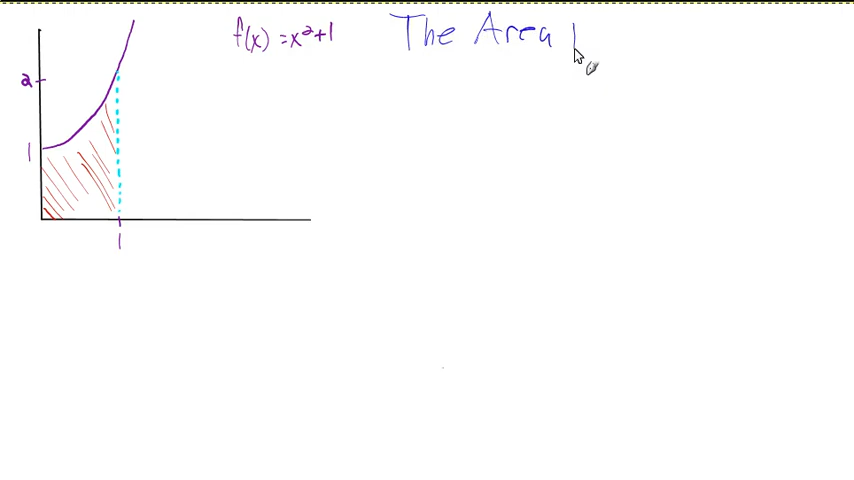 f(x) = x²+1
The Area
2
1
1